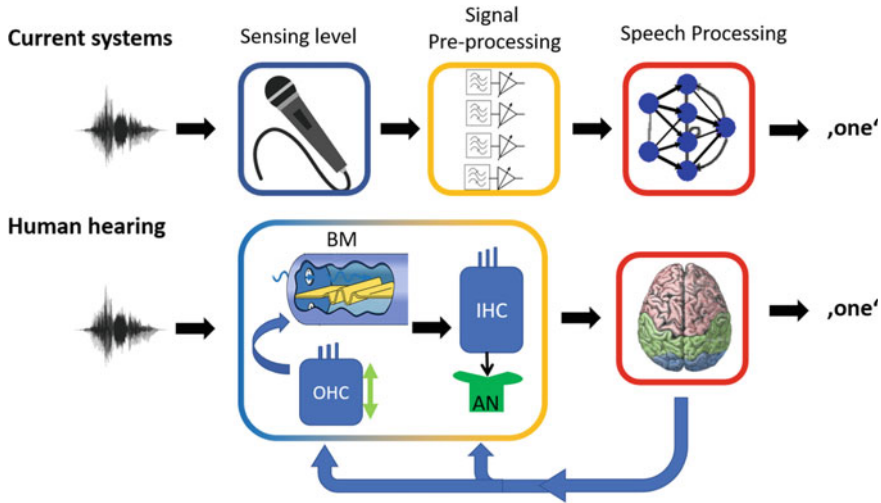 Current systems
Sensing level
Signal
Pre-processing
Speech Processing
‚one‘
Human hearing
BM
IHC
OHC
AN
‚one‘